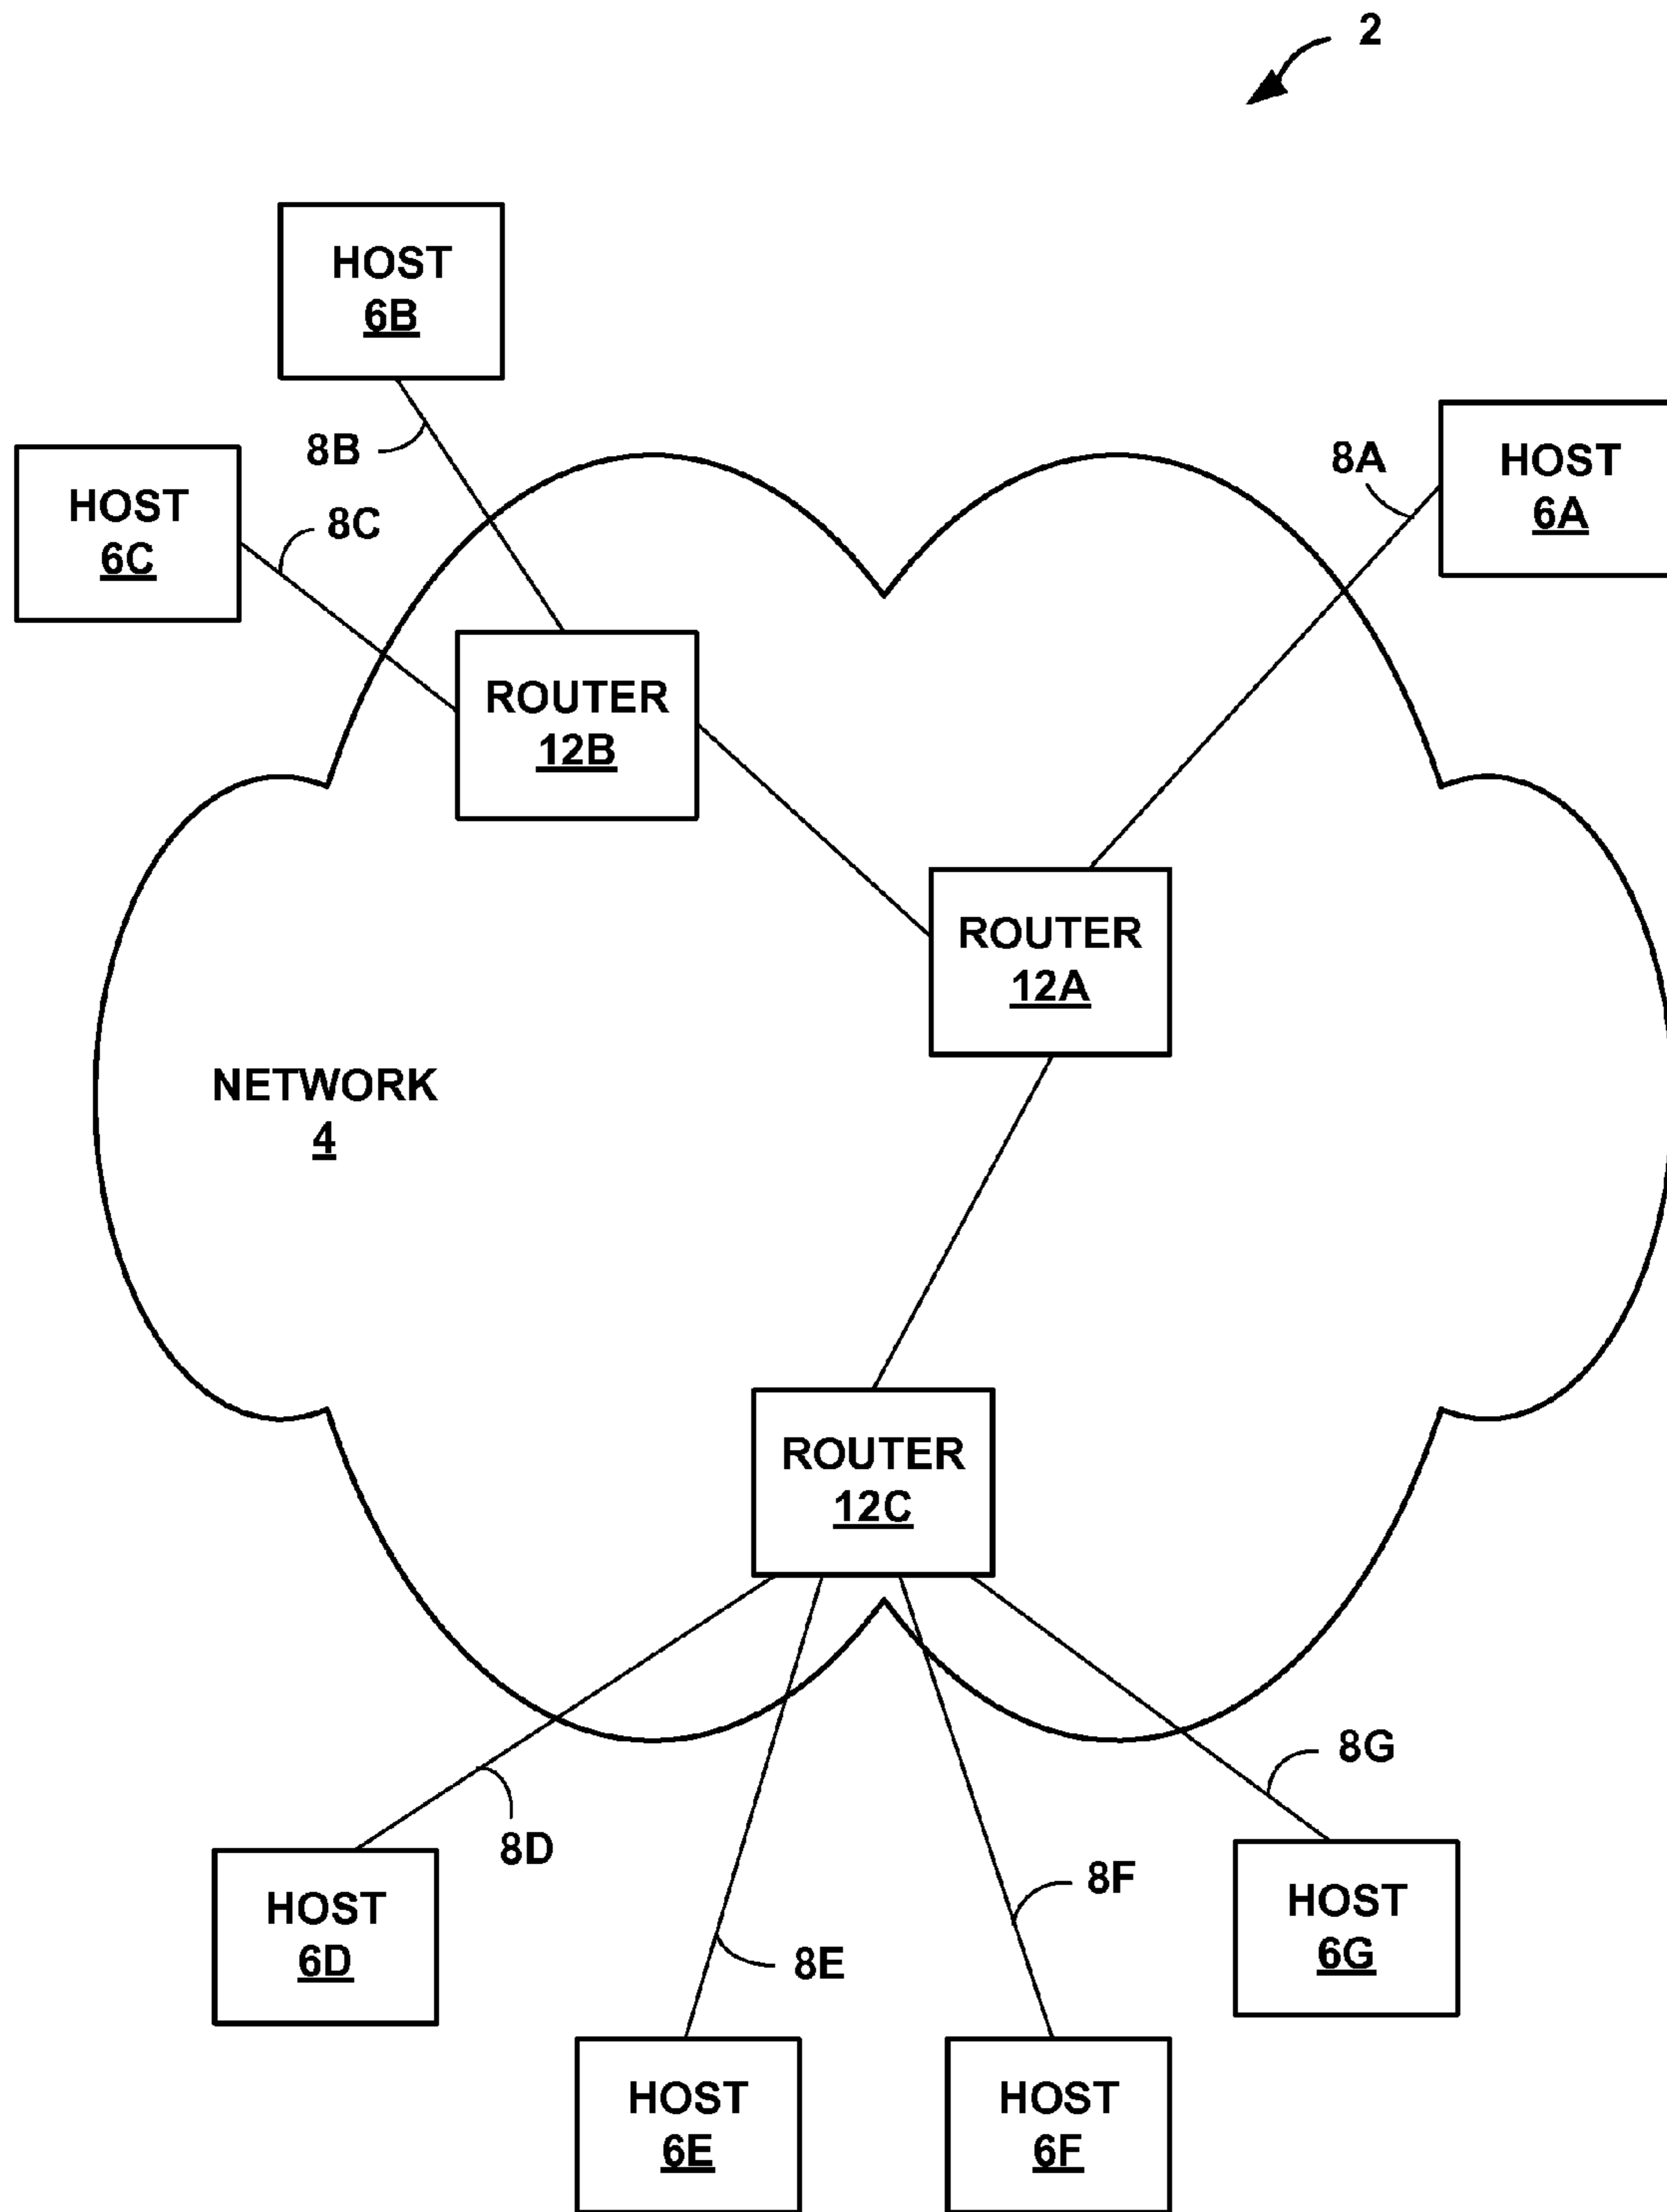 2
HOST
6B
8B
8A
HOST
6A
HOST
6C
8C
ROUTER
12B
ROUTER
12A
NETWORK
4
ROUTER
12C
8G
8D
8F
HOST
6D
HOST
6G
8E
HOST
6E
HOST
6F